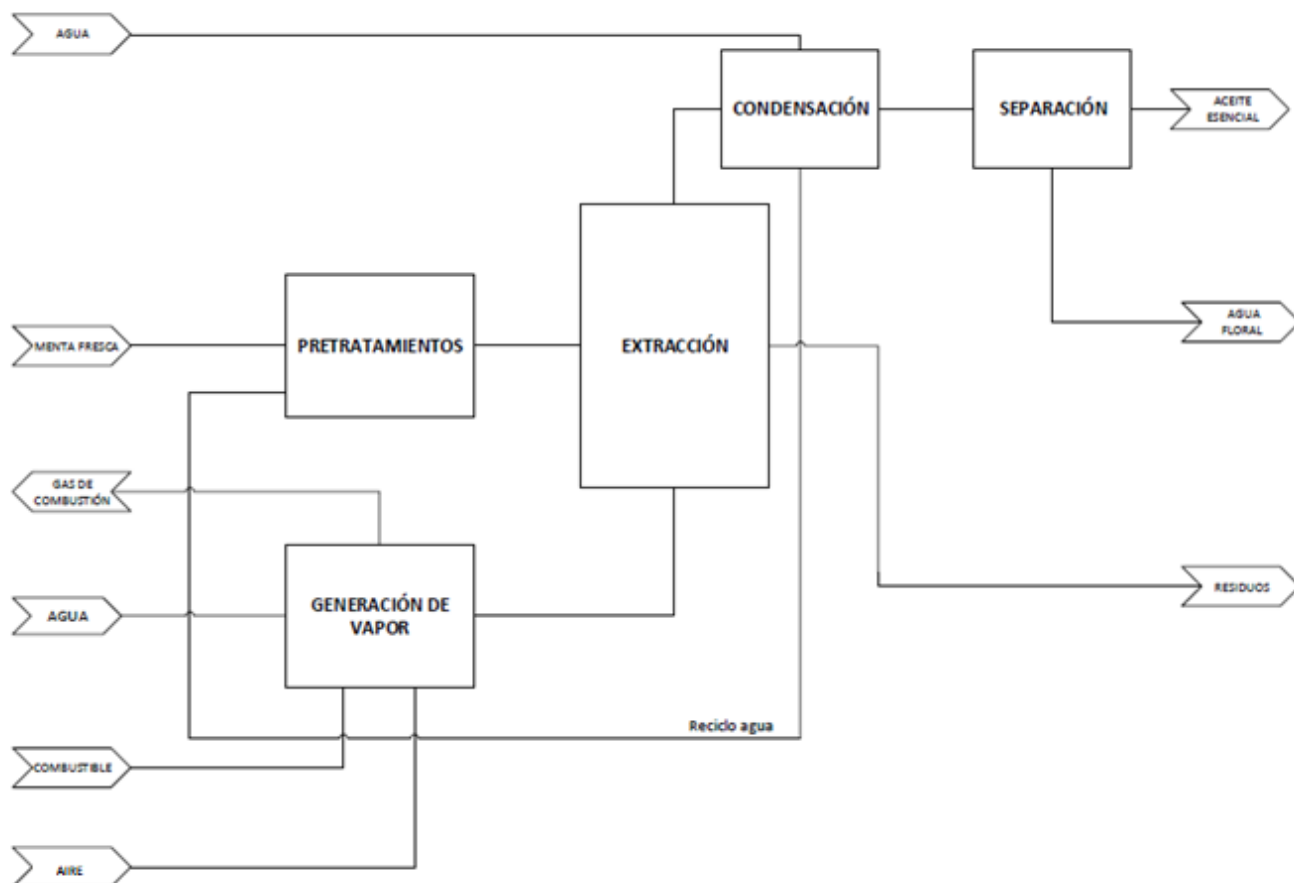 AGUA
CONDENSACIÓN
SEPARACIÓN
ACEITE
ESENCIAL
MENTA FRESCA
PRETRATAMIENTOS
EXTRACCIÓN
AGUA
FLORAL
GAS DE
COMBUSTIÓN
AGUA
GENERACIÓN DE
VAPOR
RESIDUOS
Reciclo agua
COMBUSTIBLE
AIRE